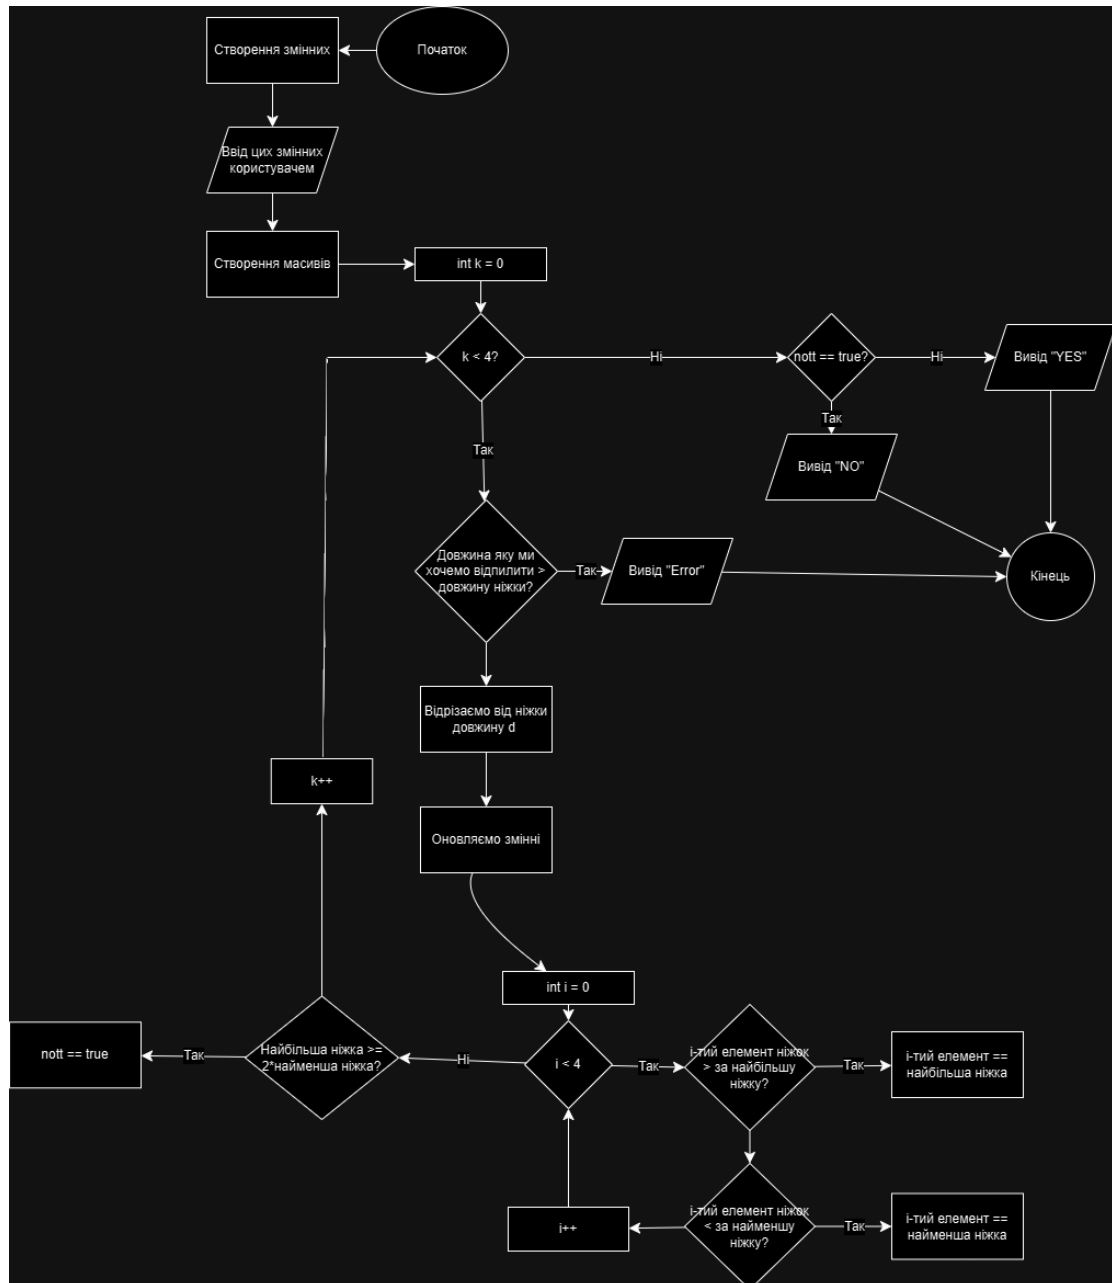 Початок
Створення змінних
Ввід цих змінних
користувачем
Створення масивів
int k = 0
k < 4?
Ні
nott == true?
Ні
Вивід "YES"
Так
Вивід "NO"
Так
Довжина яку ми
хочемо відпилити >
довжину ніжки?
Так
Вивід "Error"
Кінець
Відрізаємо від ніжки
довжину d
k++
Оновляємо змінні
int i = 0
i < 4
Ні
Найбільша ніжка >=
2*найменша ніжка?
Так
nott == true
Так
і-тий елемент ніжок
> за найбільшу
ніжку?
Так
і-тий елемент ==
найбільша ніжка
і-тий елемент ніжок
< за найменшу
ніжку?
Так
і-тий елемент ==
найменша ніжка
i++